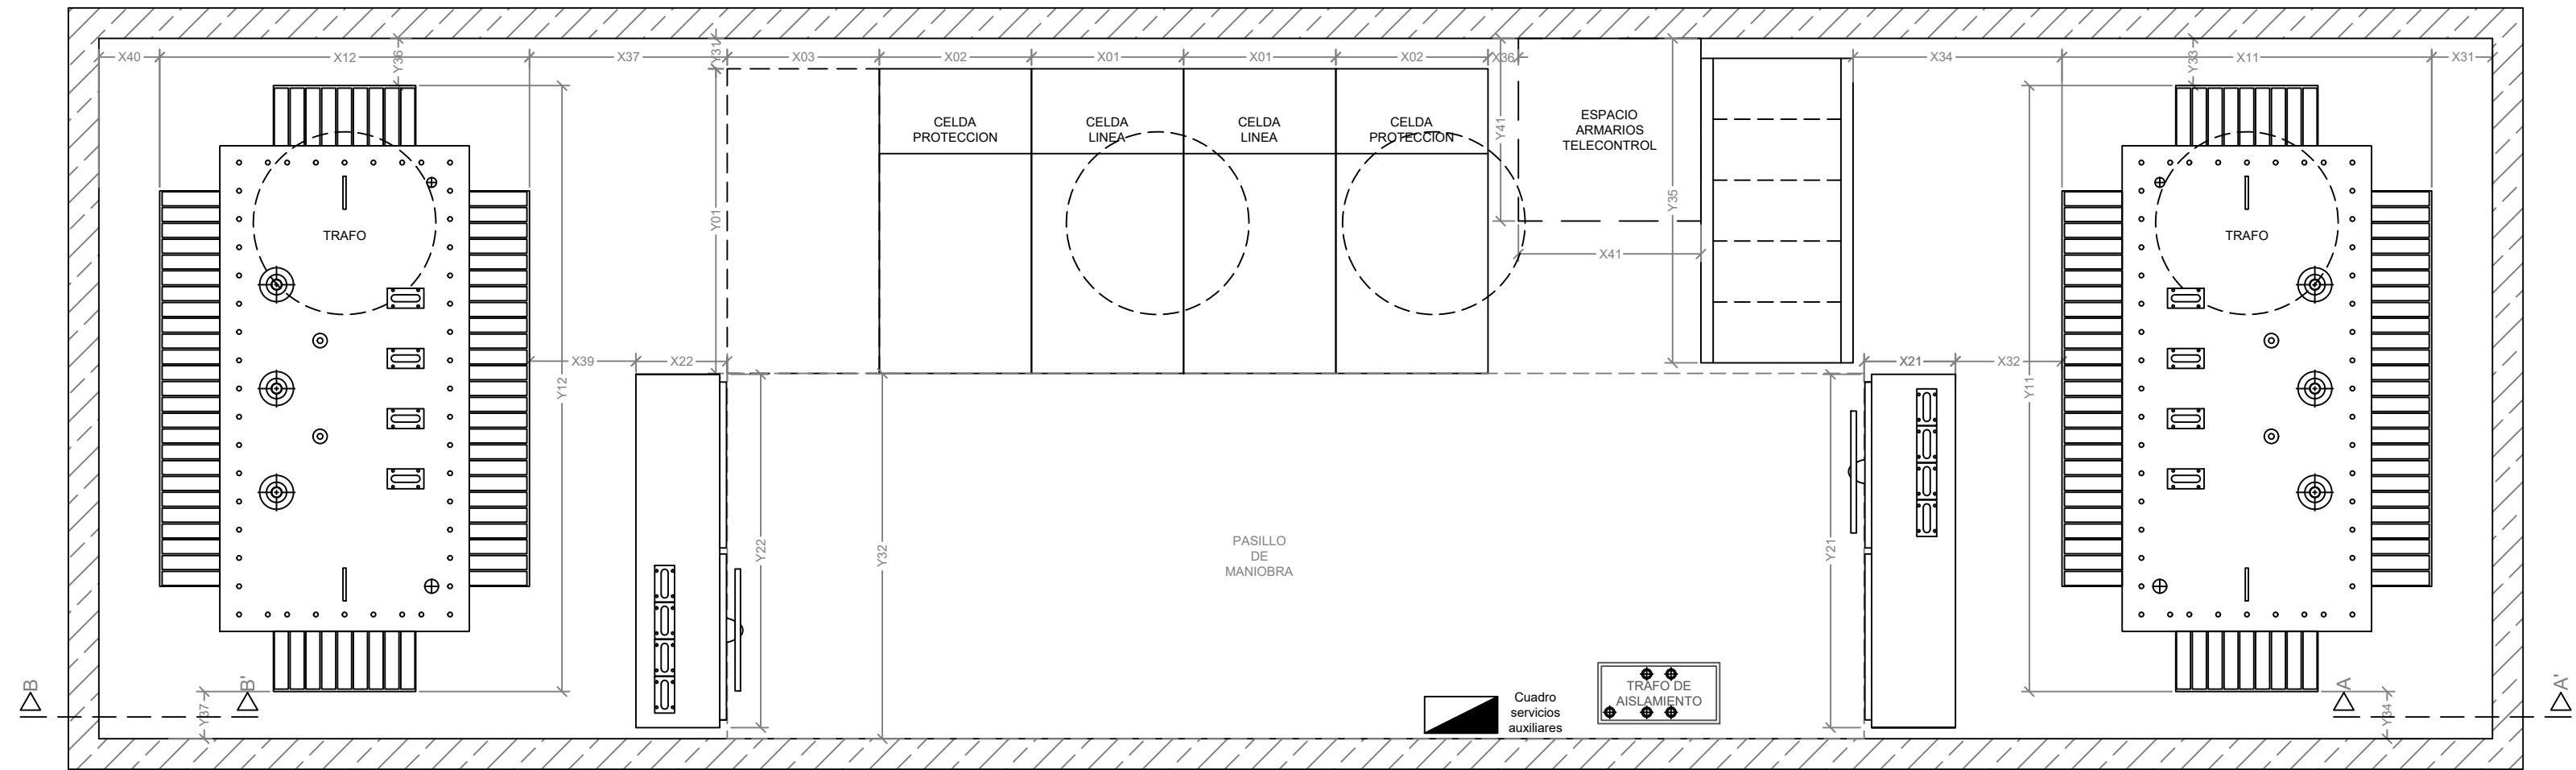 X40
X12
Y36
X37
Y31
X03
X02
X01
X01
X02
X36
X34
X11
Y33
X31
CELDA
PROTECCION
CELDA
LINEA
CELDA
LINEA
CELDA
PROTECCION
Y41
ESPACIO
ARMARIOS
TELECONTROL
Y35
Y01
TRAFO
TRAFO
X41
X39
X22
X21
X32
Y12
Y11
Y22
Y32
PASILLO
DE
MANIOBRA
Y21
B
B'
Y37
Cuadro
servicios
auxiliares
TRAFO DE
AISLAMIENTO
A
Y34
A'